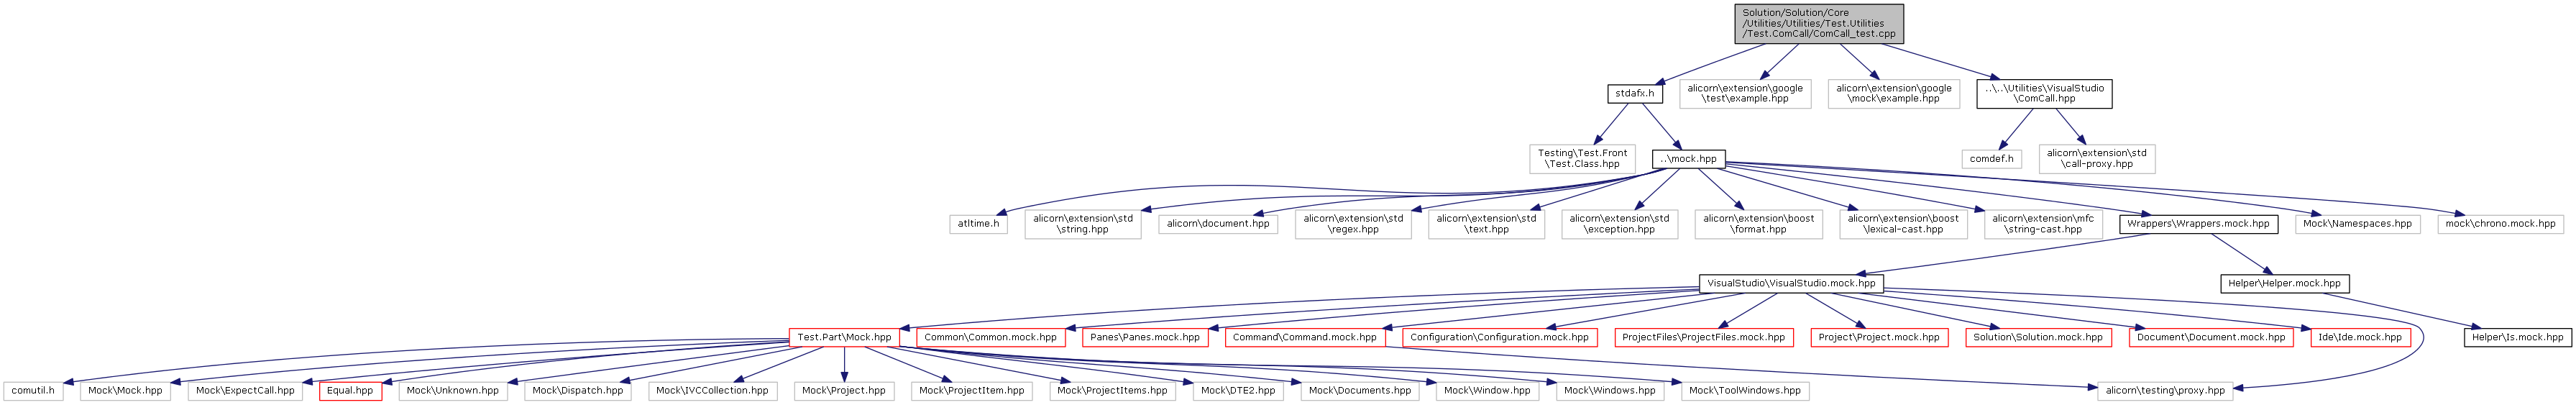 Solution/Solution/Core
/Utilities/Utilities/Test.Utilities
/Test.ComCall/ComCall_test.cpp
stdafx.h
alicorn\extension\google
\test\example.hpp
alicorn\extension\google
\mock\example.hpp
..\..\Utilities\VisualStudio
\ComCall.hpp
Testing\Test.Front
\Test.Class.hpp
..\mock.hpp
comdef.h
alicorn\extension\std
\call-proxy.hpp
atltime.h
alicorn\extension\std
\string.hpp
alicorn\document.hpp
alicorn\extension\std
\regex.hpp
alicorn\extension\std
\text.hpp
alicorn\extension\std
\exception.hpp
alicorn\extension\boost
\format.hpp
alicorn\extension\boost
\lexical-cast.hpp
alicorn\extension\mfc
\string-cast.hpp
Wrappers\Wrappers.mock.hpp
Mock\Namespaces.hpp
mock\chrono.mock.hpp
VisualStudio\VisualStudio.mock.hpp
Helper\Helper.mock.hpp
Test.Part\Mock.hpp
Common\Common.mock.hpp
Panes\Panes.mock.hpp
Command\Command.mock.hpp
Configuration\Configuration.mock.hpp
ProjectFiles\ProjectFiles.mock.hpp
Project\Project.mock.hpp
Solution\Solution.mock.hpp
Document\Document.mock.hpp
Ide\Ide.mock.hpp
Helper\Is.mock.hpp
comutil.h
Mock\Mock.hpp
Mock\ExpectCall.hpp
Equal.hpp
Mock\Unknown.hpp
Mock\Dispatch.hpp
Mock\IVCCollection.hpp
Mock\Project.hpp
Mock\ProjectItem.hpp
Mock\ProjectItems.hpp
Mock\DTE2.hpp
Mock\Documents.hpp
Mock\Window.hpp
Mock\Windows.hpp
Mock\ToolWindows.hpp
alicorn\testing\proxy.hpp